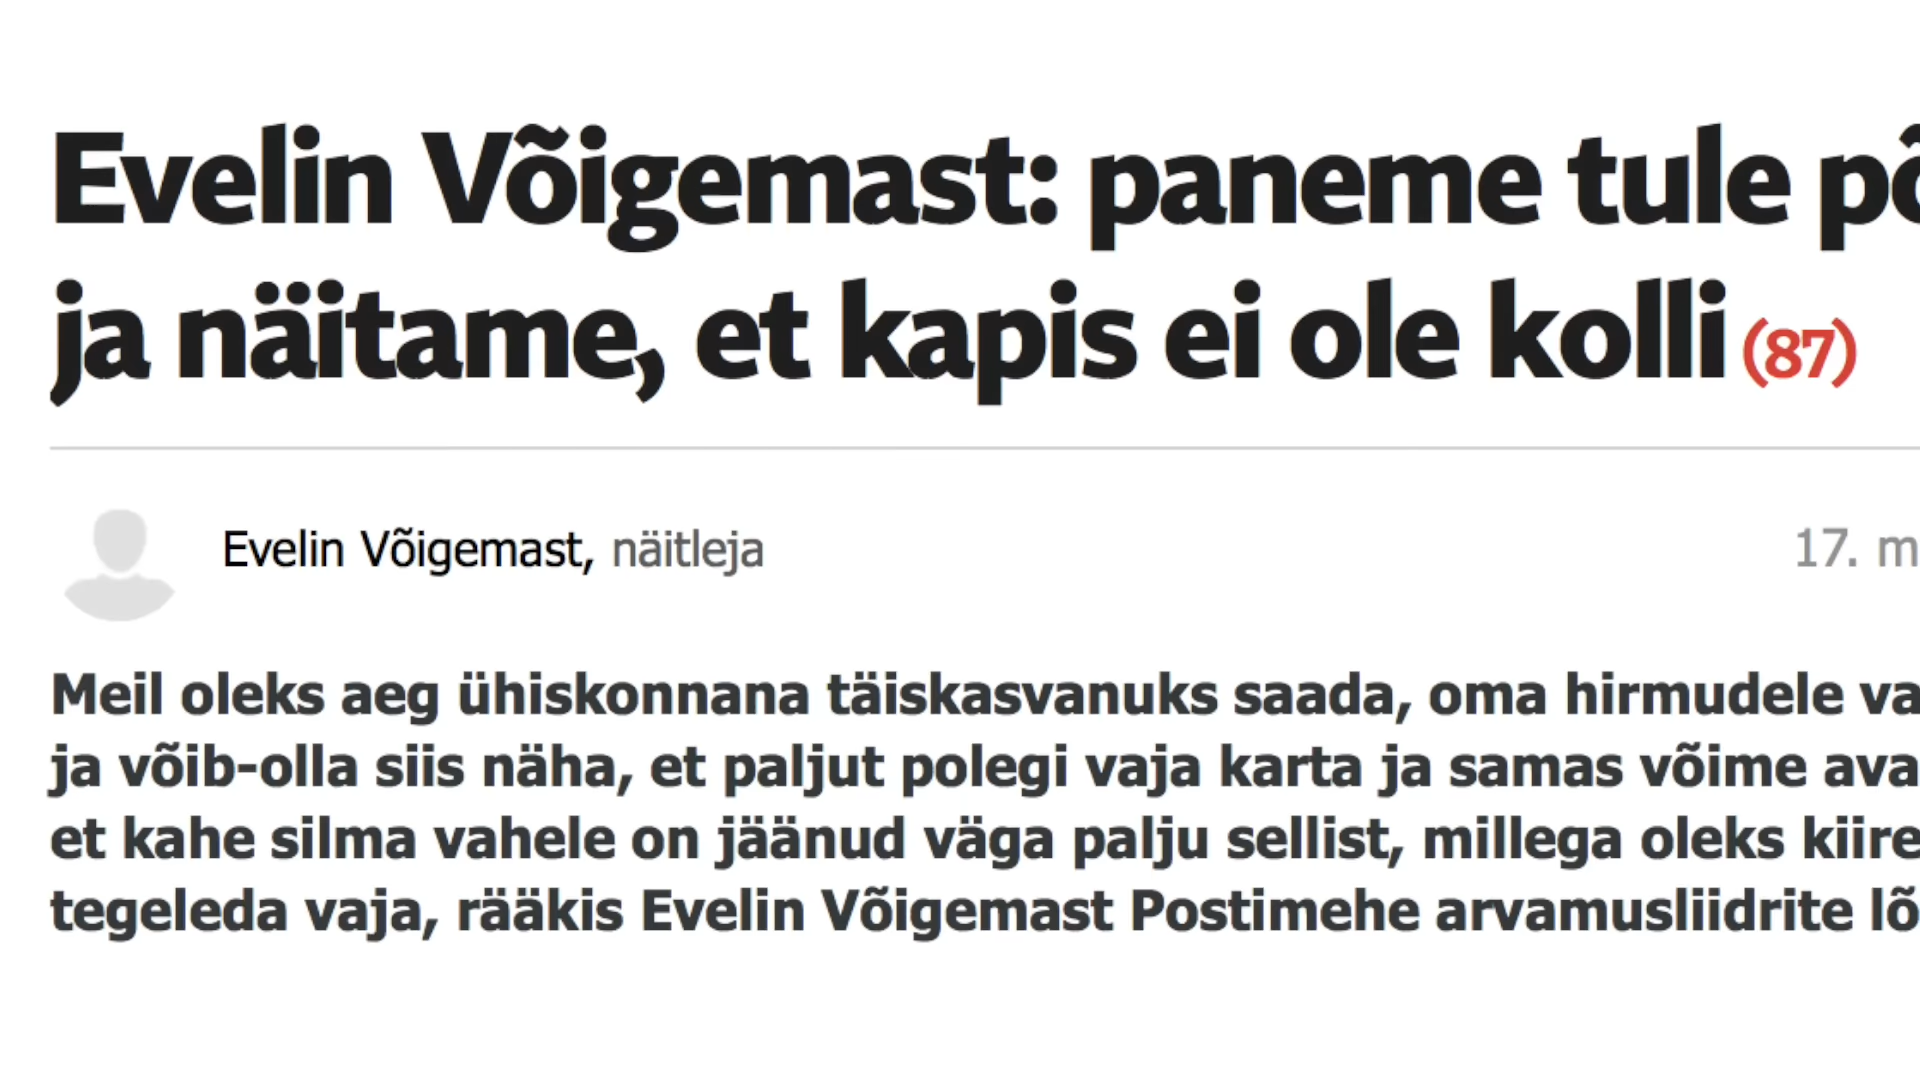 Evelin Võigemast: paneme tule
ja näitame, et kapis ei ole kolli (87)
Evelin Võigemast, näitleja
17.
Meil oleks aeg ühiskonnana täiskasvanuks saada, oma hirmudele
ja võib-olla siis näha, et paljut polegi vaja karta ja samas võime
et kahe silma vahele on jäänud väga palju sellist, millega oleks
tegeleda vaja, rääkis Evelin Võigemast Postimehe arvamusliidrite